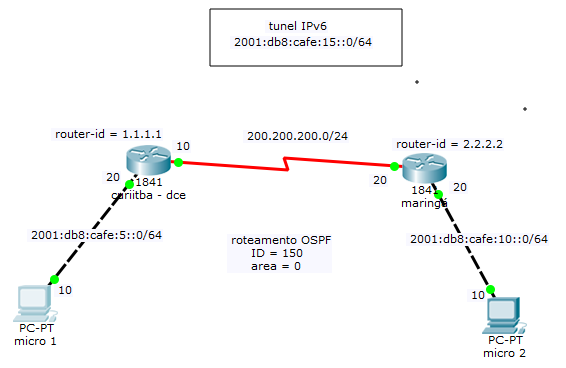 tunel IPv6
2001:db8:cafe:15::0/64
router-id = 1.1.1.1
10
200.200.200.0/24
router-id = 2.2.2.2
20
1841
curiitba - dce
20
1841
20
maringá
2001:db8:cafe:5::0/64
roteamento OSPF
ID = 150
area = 0
2001:db8:cafe:10::0/64
10
PC-PT
micro 1
10
PC-PT
micro 2